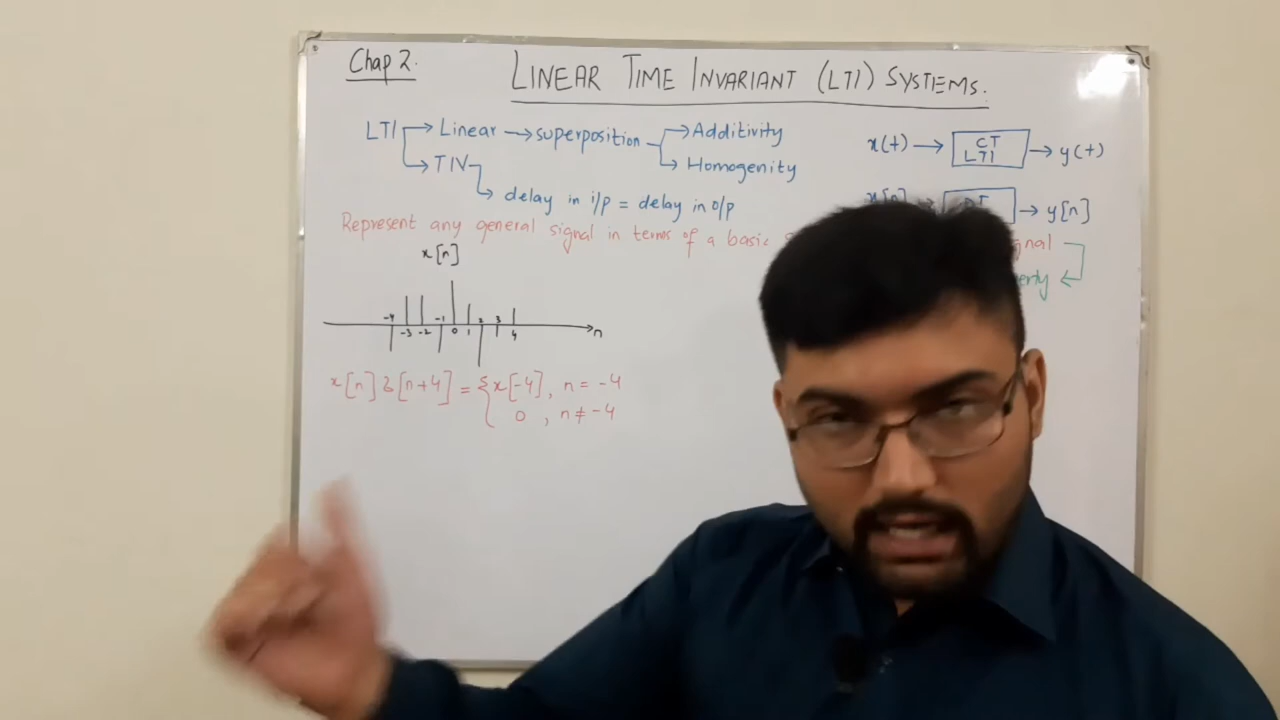 Chap 2.
LINEAR TIME INVARIANT (LTI) SYSTEMS.
LTI → Linear → superposition → Additivity
→ Homogenity
→ TIV
→ delay in i/p = delay in o/p
x(t) → CT LTI → y(t)
x[n] → DT → y[n]
Represent any general signal in terms of a basic
x[n]
-4 -3 -2 -1 0 1 2 3 4 n
x[n] δ[n+4] = { x[-4], n = -4
0 , n ≠ -4